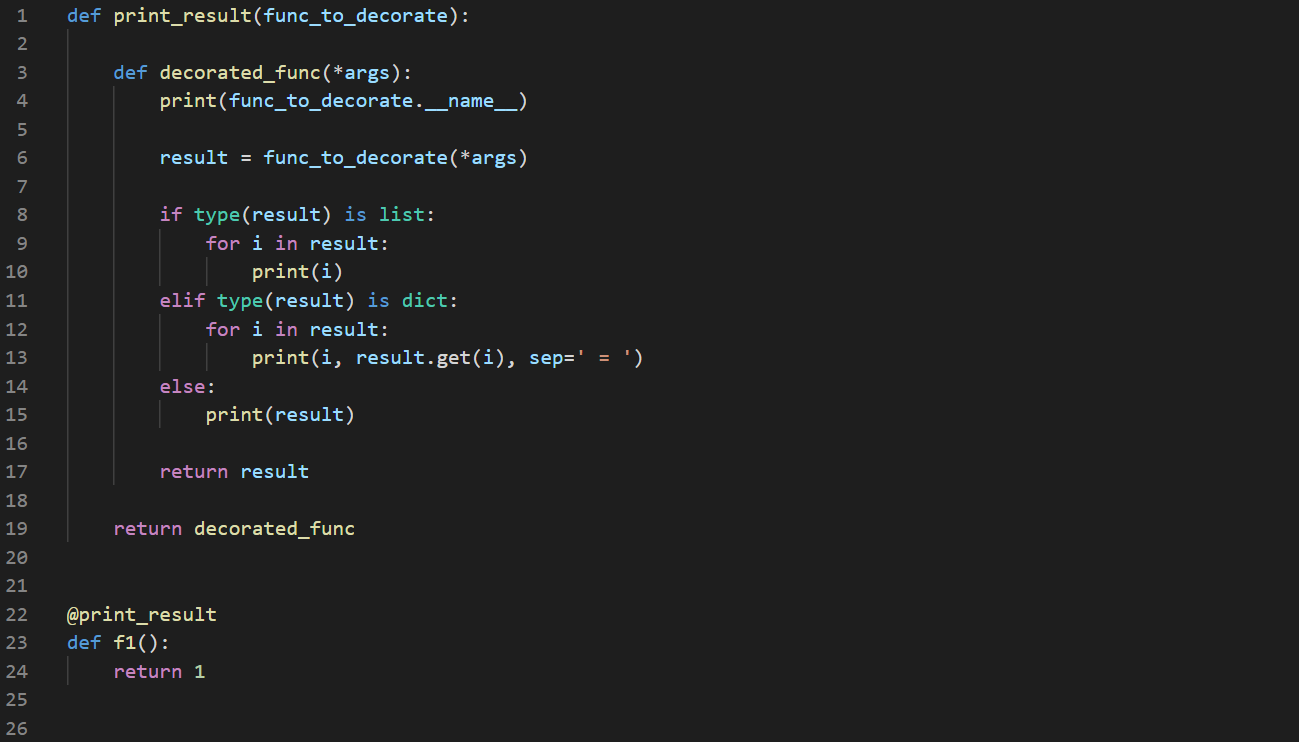 1 def print_result(func_to_decorate):
2
3     def decorated_func(*args):
4         print(func_to_decorate.__name__)
5
6         result = func_to_decorate(*args)
7
8         if type(result) is list:
9             for i in result:
10                 print(i)
11         elif type(result) is dict:
12             for i in result:
13                 print(i, result.get(i), sep=' = ')
14         else:
15             print(result)
16
17         return result
18
19     return decorated_func
20
21
22 @print_result
23 def f1():
24     return 1
25
26